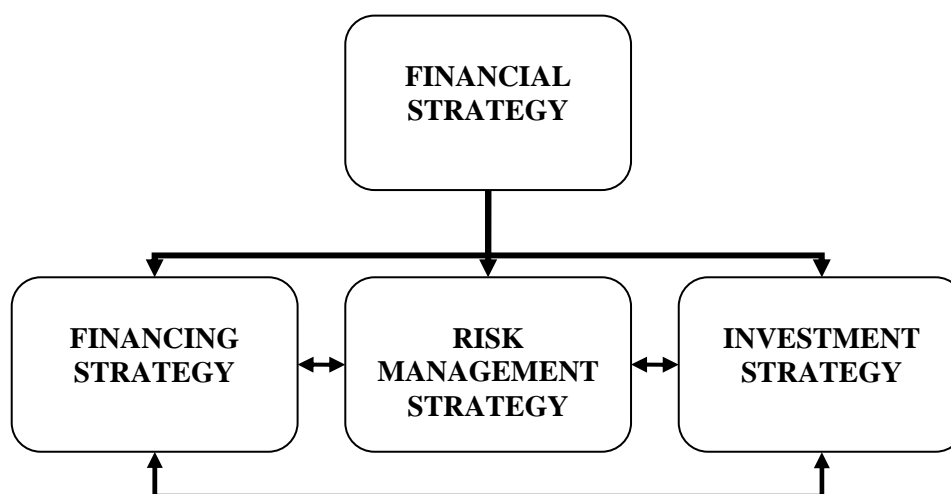 FINANCIAL
STRATEGY
FINANCING
STRATEGY
RISK
MANAGEMENT
STRATEGY
INVESTMENT
STRATEGY